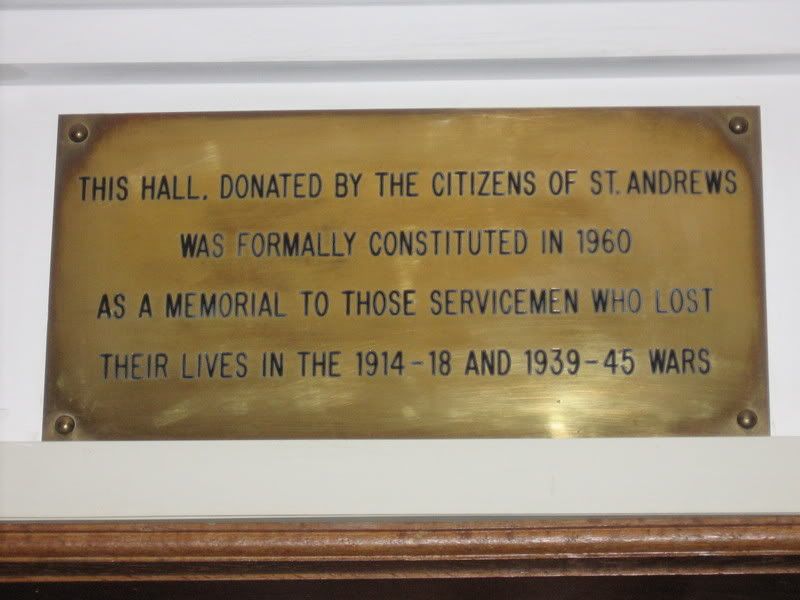 THIS HALL, DONATED BY THE CITIZENS OF ST. ANDREWS
WAS FORMALLY CONSTITUTED IN 1960
AS A MEMORIAL TO THOSE SERVICEMEN WHO LOST
THEIR LIVES IN THE 1914-18 AND 1939-45 WARS